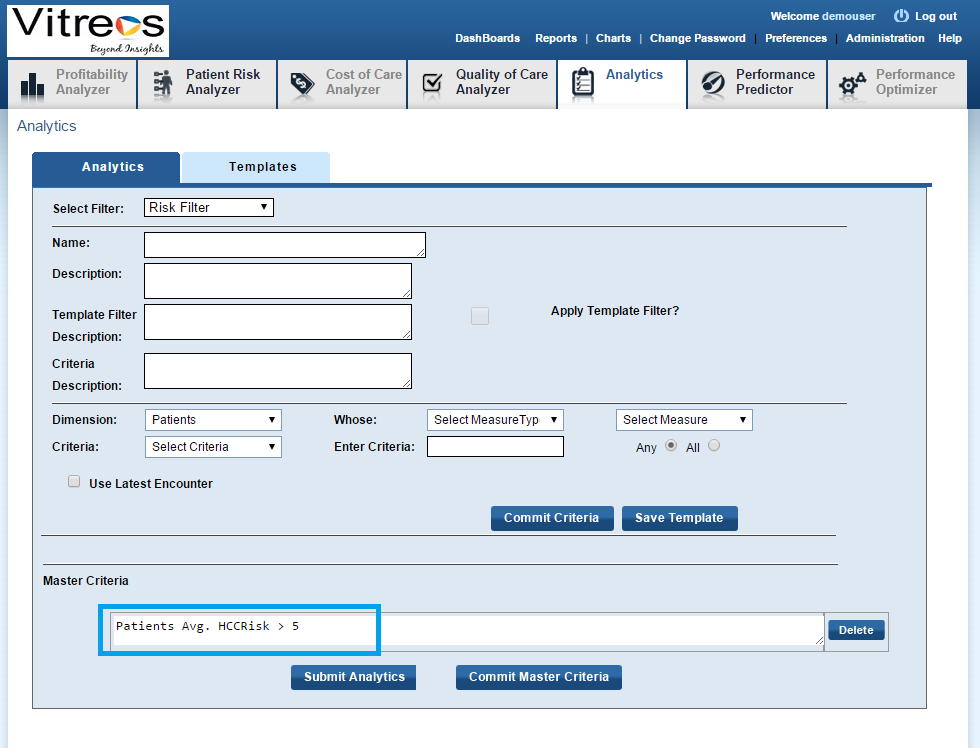 Vitreos
Beyond Insights
Welcome demouser Log out
DashBoards Reports | Charts | Change Password | Preferences | Administration Help
Profitability Analyzer
Patient Risk Analyzer
Cost of Care Analyzer
Quality of Care Analyzer
Analytics
Performance Predictor
Performance Optimizer
Analytics
Analytics Templates
Select Filter: Risk Filter
Name:
Description:
Template Filter
Description:
Apply Template Filter?
Criteria
Description:
Dimension: Patients Whose: Select MeasureTyp Select Measure
Criteria: Select Criteria Enter Criteria: Any All
Use Latest Encounter
Commit Criteria Save Template
Master Criteria
Patients Avg. HCCRisk > 5
Delete
Submit Analytics Commit Master Criteria